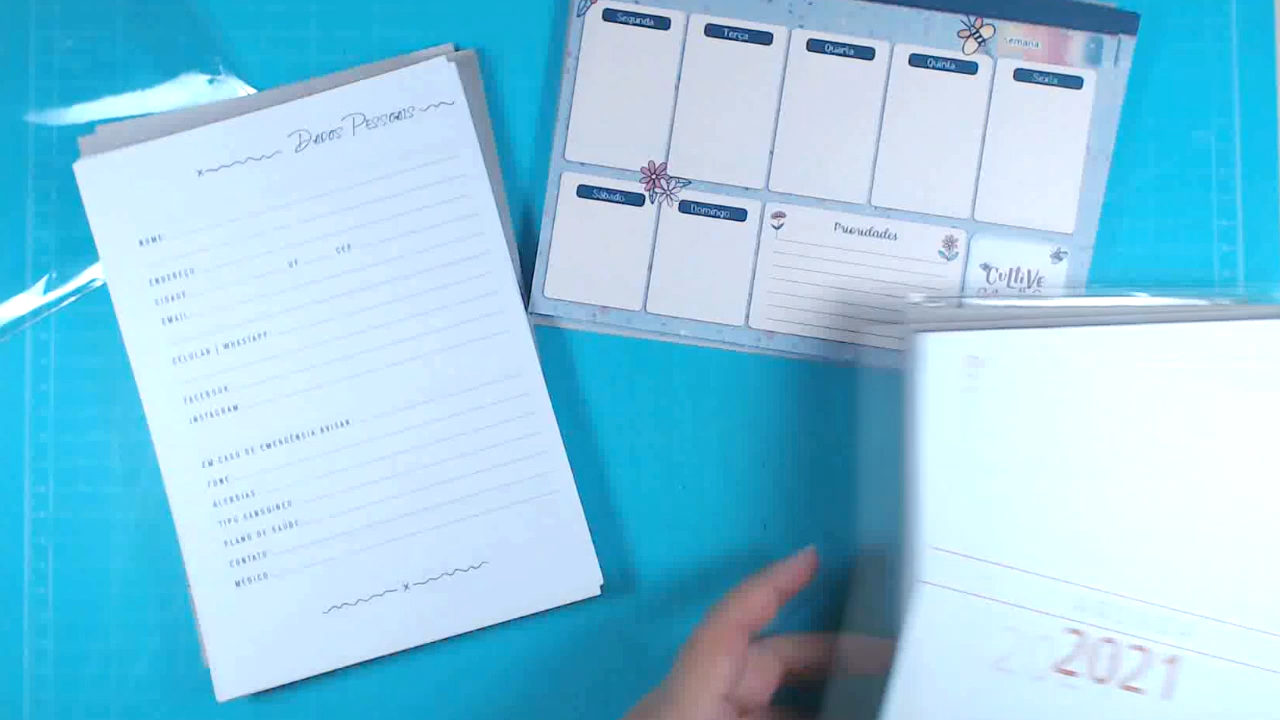 Dados Pessoais
NOME:
ENDEREÇO
UF
CEP
CIDADE
EMAIL
CELULAR | WHATSAPP
FACEBOOK
INSTAGRAM
EM CASO DE EMERGÊNCIA AVISAR
FONE
ALERGIAS
TIPO SANGUÍNEO
PLANO DE SAÚDE
CONTATO
MÉDICO
Semana
Segunda
Terça
Quarta
Quinta
Sexta
Sábado
Domingo
Prioridades
CULTIVE
2021